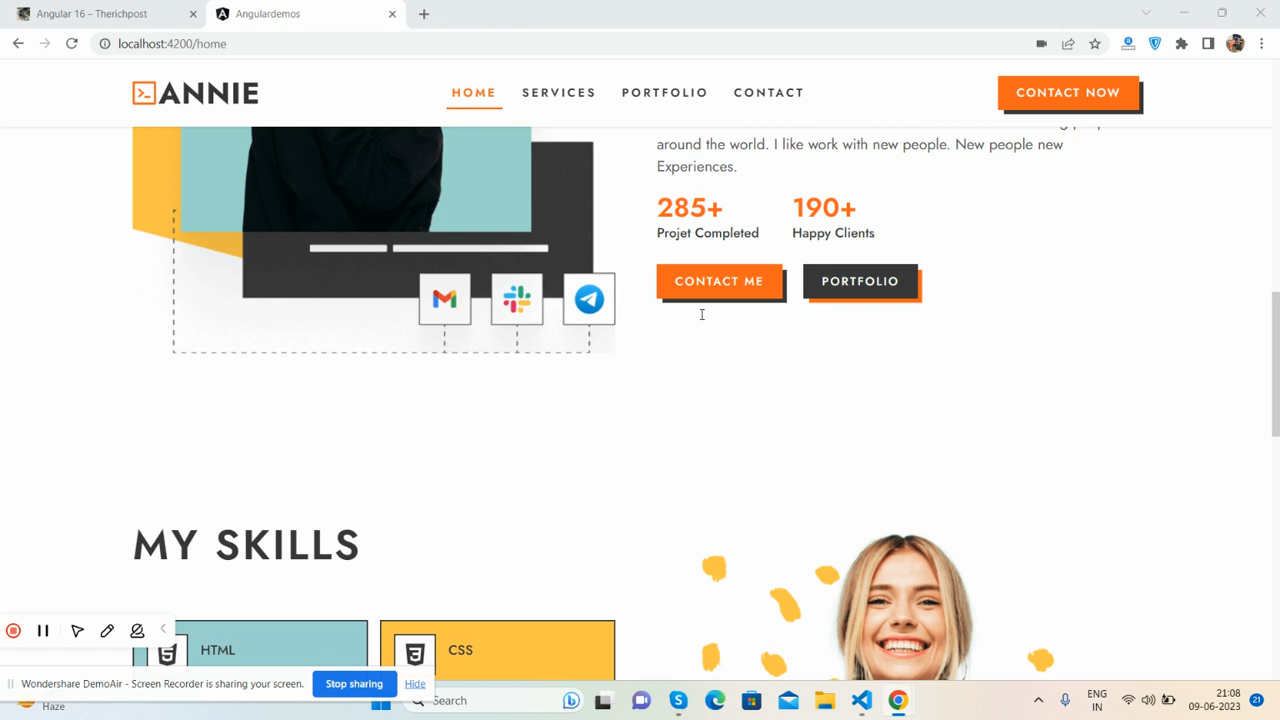 Angular 16 – Therichpost
Angulardemos
localhost:4200/home
ANNIE
HOME
SERVICES
PORTFOLIO
CONTACT
CONTACT NOW
around the world. I like work with new people. New people new
Experiences.
285+
190+
Projet Completed
Happy Clients
CONTACT ME
PORTFOLIO
MY SKILLS
HTML
CSS
Wondershare DemoAir - Screen Recorder is sharing your screen.
Stop sharing
Hide
Haze
Search
ENG
IN
21:08
09-06-2023
21